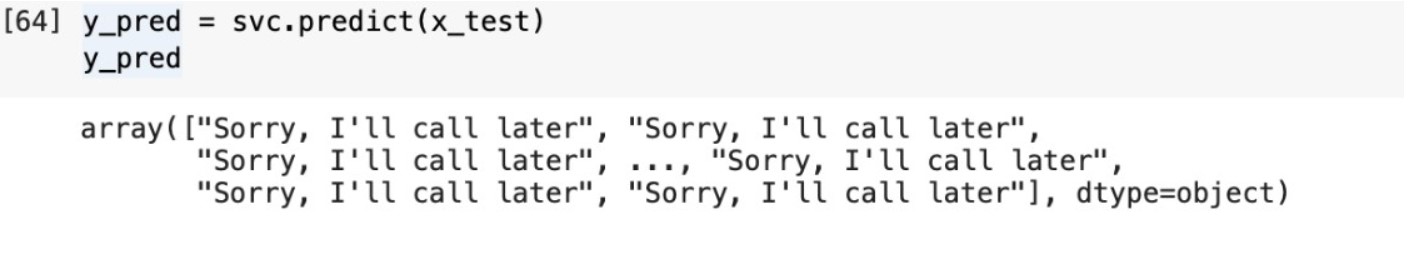 [64] y_pred = svc.predict(x_test)
y_pred
array(["Sorry, I'll call later", "Sorry, I'll call later",
"Sorry, I'll call later", ..., "Sorry, I'll call later",
"Sorry, I'll call later", "Sorry, I'll call later"], dtype=object)